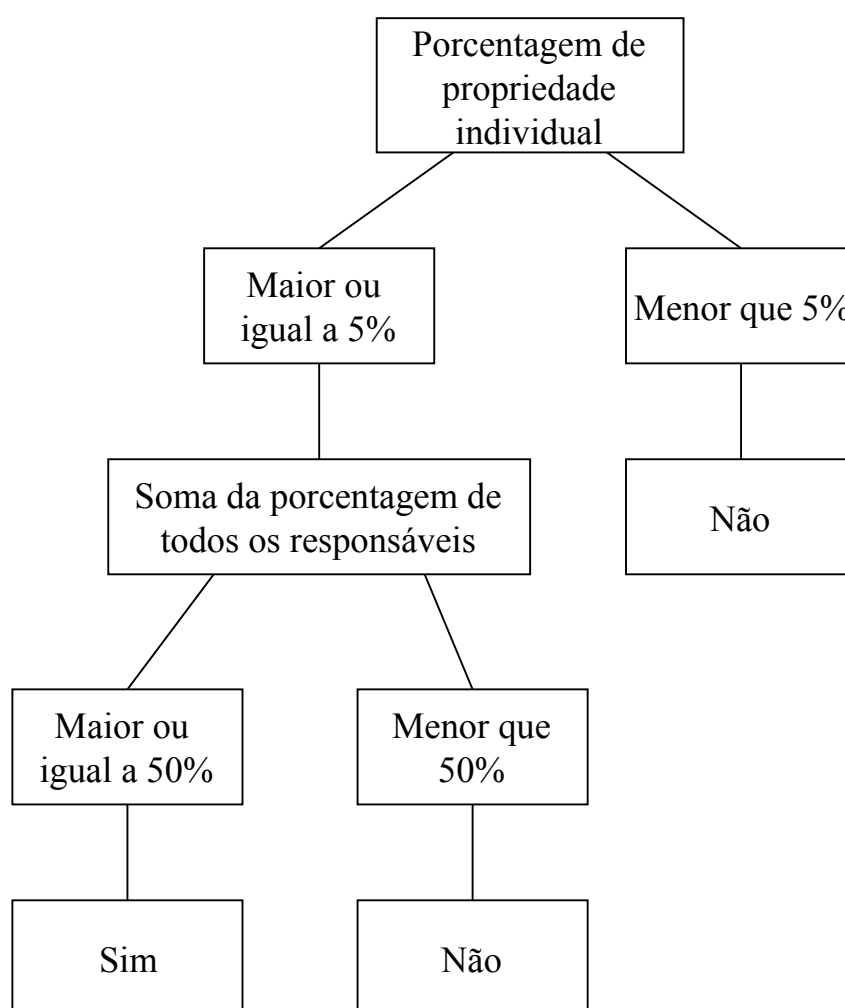 Porcentagem de
propriedade
individual
Maior ou
igual a 5%
Menor que 5%
Soma da porcentagem de
todos os responsáveis
Não
Maior ou
igual a 50%
Menor que
50%
Sim
Não